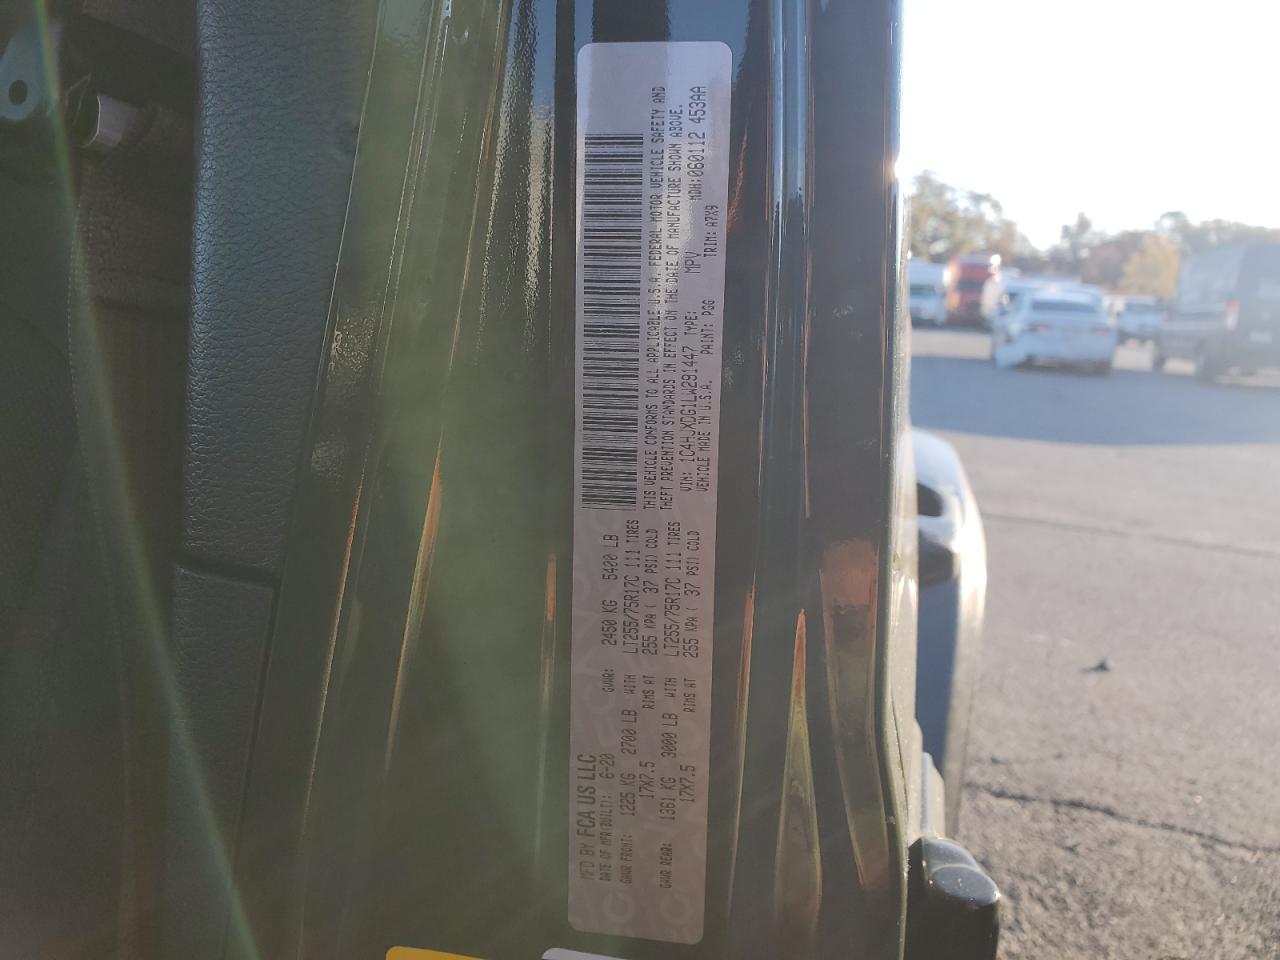 MFD BY FCA US LLC
DATE OF MFR(BUILT): 6-20 GVWR: 2450 KG 5400 LB
GAWR FRONT: 1225 KG 2700 LB WITH LT255/75R17C 111 TIRES
17X7.5 RIMS AT 255 KPA ( 37 PSI) COLD
GAWR REAR: 1361 KG 3000 LB WITH LT255/75R17C 111 TIRES
17X7.5 RIMS AT 255 KPA ( 37 PSI) COLD
THIS VEHICLE CONFORMS TO ALL APPLICABLE U.S.A. FEDERAL MOTOR VEHICLE SAFETY AND
THEFT PREVENTION STANDARDS IN EFFECT ON THE DATE OF MANUFACTURE SHOWN ABOVE.
VIN: 1C4HJXDG1LW291447 TYPE: MPV MDH:060112 453AA
VEHICLE MADE IN U.S.A. PAINT: PGG TRIM: A7X9